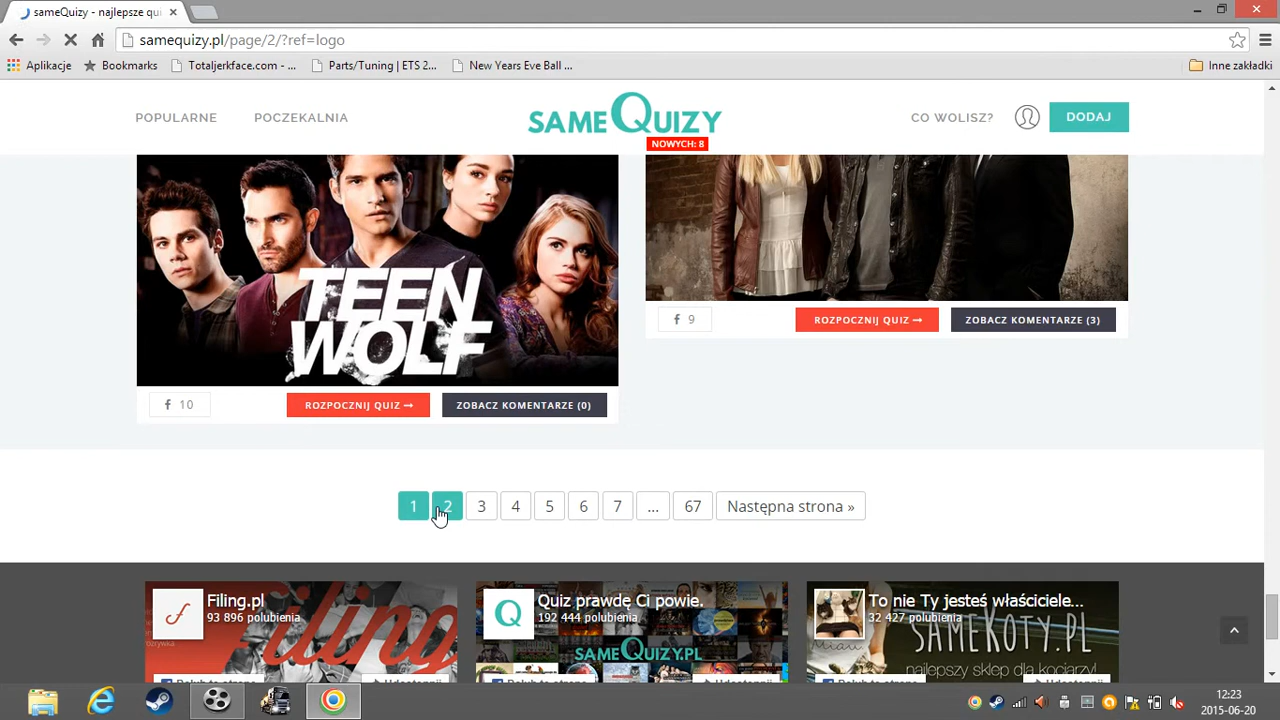 sameQuizy - najlepsze qui
samequizy.pl/page/2/?ref=logo
Aplikacje Bookmarks Totaljerkface.com - ... Parts/Tuning | ETS 2... New Years Eve Ball ... Inne zakładki
POPULARNE POCZEKALNIA SAMEQUIZY CO WOLISZ? DODAJ
NOWYCH: 8
TEEN
WOLF
9 ROZPOCZNIJ QUIZ → ZOBACZ KOMENTARZE (3)
10 ROZPOCZNIJ QUIZ → ZOBACZ KOMENTARZE (0)
1 2 3 4 5 6 7 ... 67 Następna strona »
Filing.pl
93 896 polubienia
Filing
Quiz prawdę Ci powie.
192 444 polubienia
SAMEQUIZY.PL
To nie Ty jesteś właściciele...
32 427 polubienia
SAMEKOTY.PL
Miau
najlepszy sklep dla kociarzy!
12:23
2015-06-20